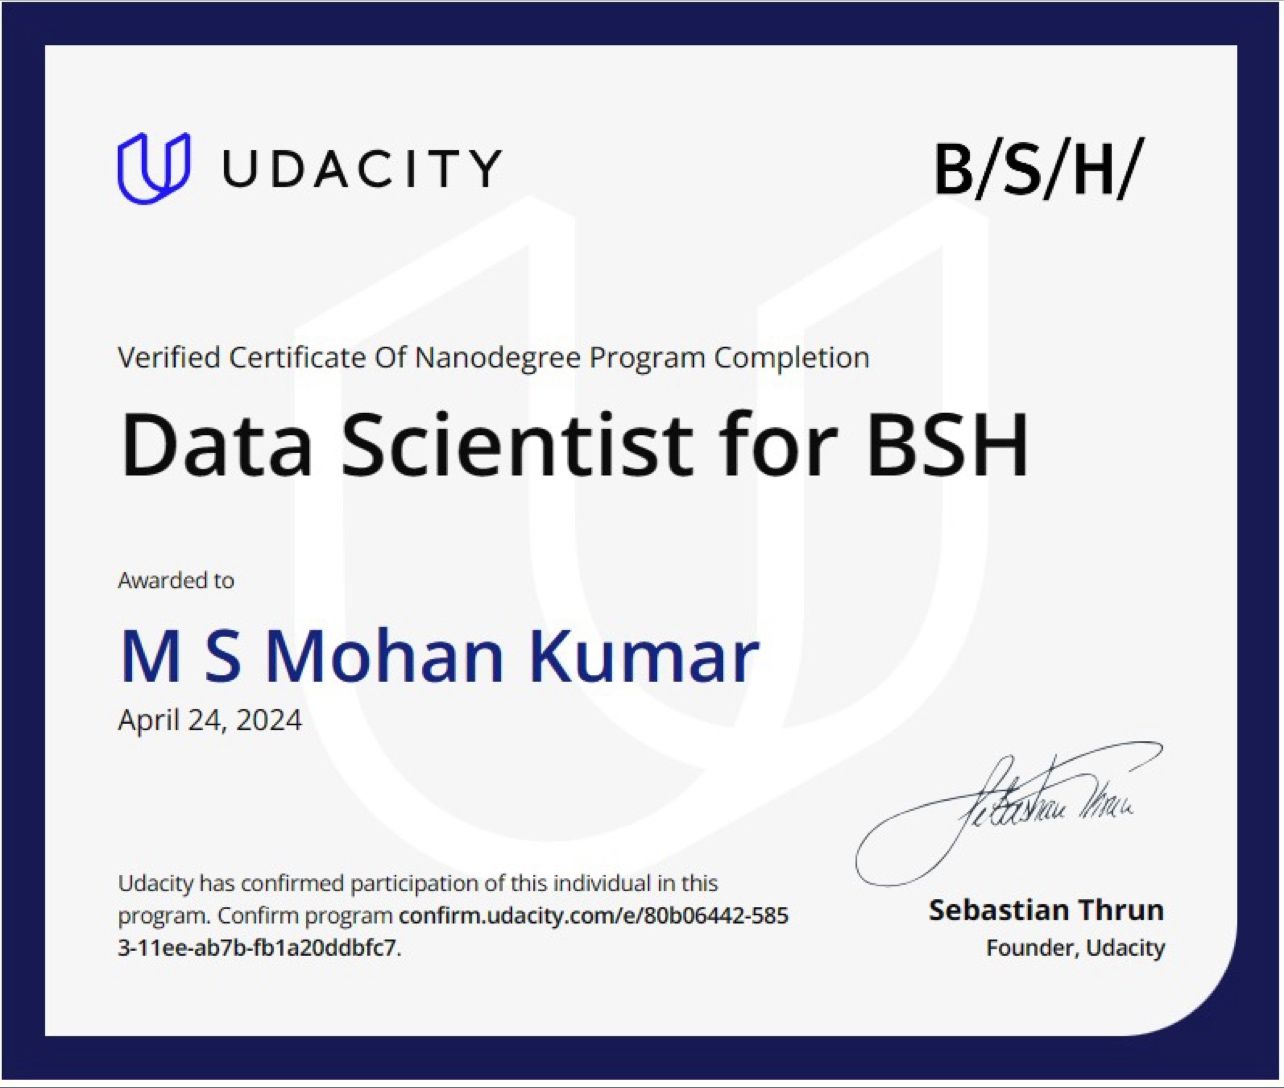 UDACITY
B/S/H/
Verified Certificate Of Nanodegree Program Completion
Data Scientist for BSH
Awarded to
M S Mohan Kumar
April 24, 2024
Udacity has confirmed participation of this individual in this
program. Confirm program confirm.udacity.com/e/80b06442-585
3-11ee-ab7b-fb1a20ddbfc7.
Sebastian Thrun
Sebastian Thrun
Founder, Udacity